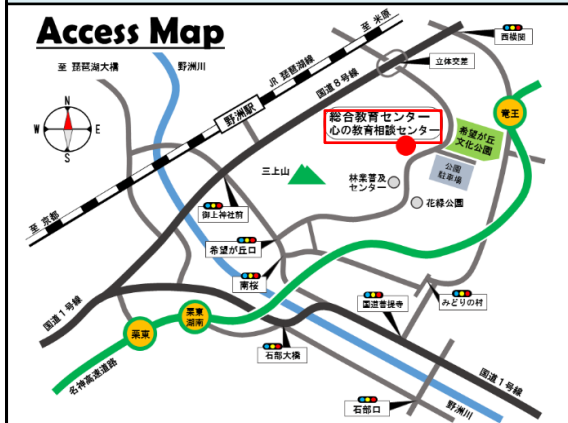 Access Map
至 米原
西横関
至 琵琶湖大橋
野洲川
JR 琵琶湖線
立体交差
国道8号線
N
W
E
S
野洲駅
総合教育センター
心の教育相談センター
竜王
希望が丘
文化公園
公園
駐車場
三上山
林業普及
センター
花緑公園
至 京都
御上神社前
希望が丘口
南桜
国道菩提寺
みどりの村
国道1号線
栗東
栗東
湖南
石部大橋
名神高速道路
国道1号線
石部口
野洲川